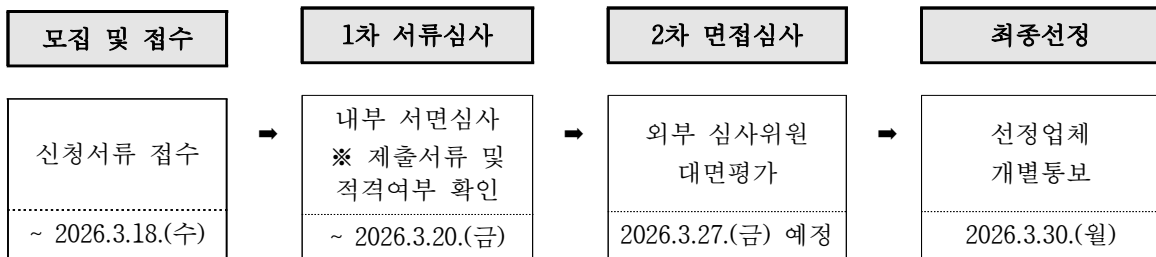 모집 및 접수
1차 서류심사
2차 면접심사
최종선정
신청서류 접수
~ 2026.3.18.(수)
➡
내부 서면심사
※ 제출서류 및
적격여부 확인
~ 2026.3.20.(금)
➡
외부 심사위원
대면평가
2026.3.27.(금) 예정
➡
선정업체
개별통보
2026.3.30.(월)